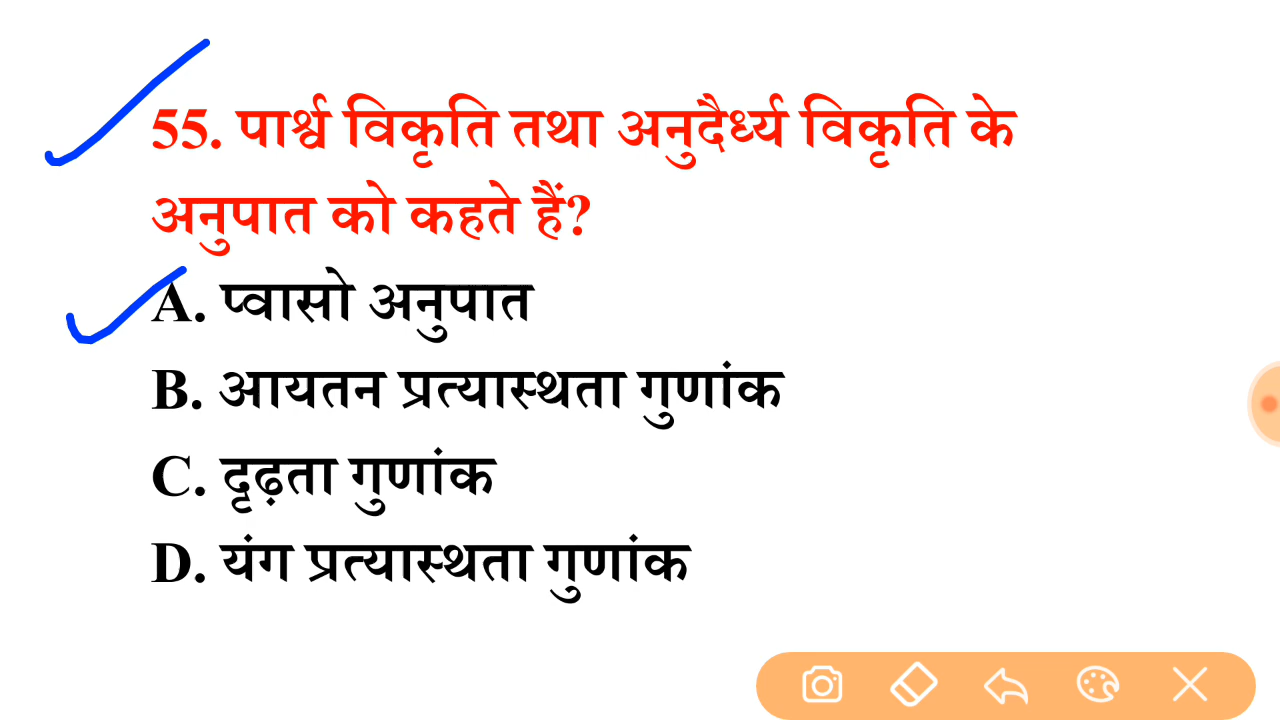 55. पार्श्व विकृति तथा अनुदैर्ध्य विकृति के
अनुपात को कहते हैं?
A. प्वासो अनुपात
B. आयतन प्रत्यास्थता गुणांक
C. दृढ़ता गुणांक
D. यंग प्रत्यास्थता गुणांक